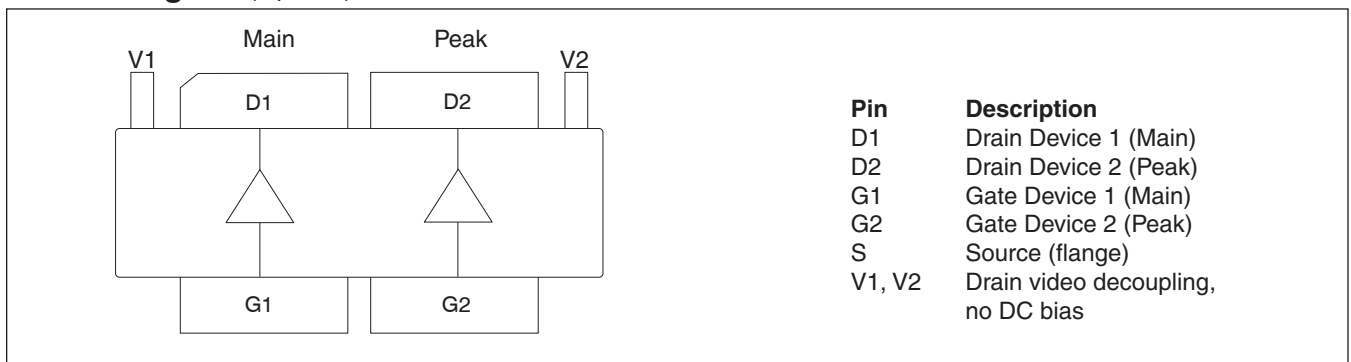 Main Peak
V1 V2
D1 D2
G1 G2
Pin Description
D1 Drain Device 1 (Main)
D2 Drain Device 2 (Peak)
G1 Gate Device 1 (Main)
G2 Gate Device 2 (Peak)
S Source (flange)
V1, V2 Drain video decoupling,
no DC bias